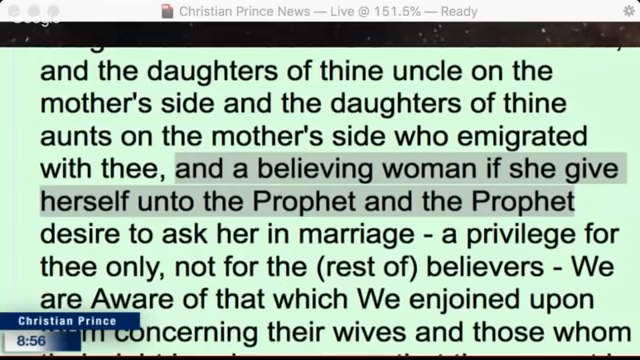 Christian Prince News — Live @ 151.5% — Ready
and the daughters of thine uncle on the
mother's side and the daughters of thine
aunts on the mother's side who emigrated
with thee, and a believing woman if she give
herself unto the Prophet and the Prophet
desire to ask her in marriage - a privilege for
thee only, not for the (rest of) believers - We
are Aware of that which We enjoined upon
Christian Prince
8:56
concerning their wives and those whom